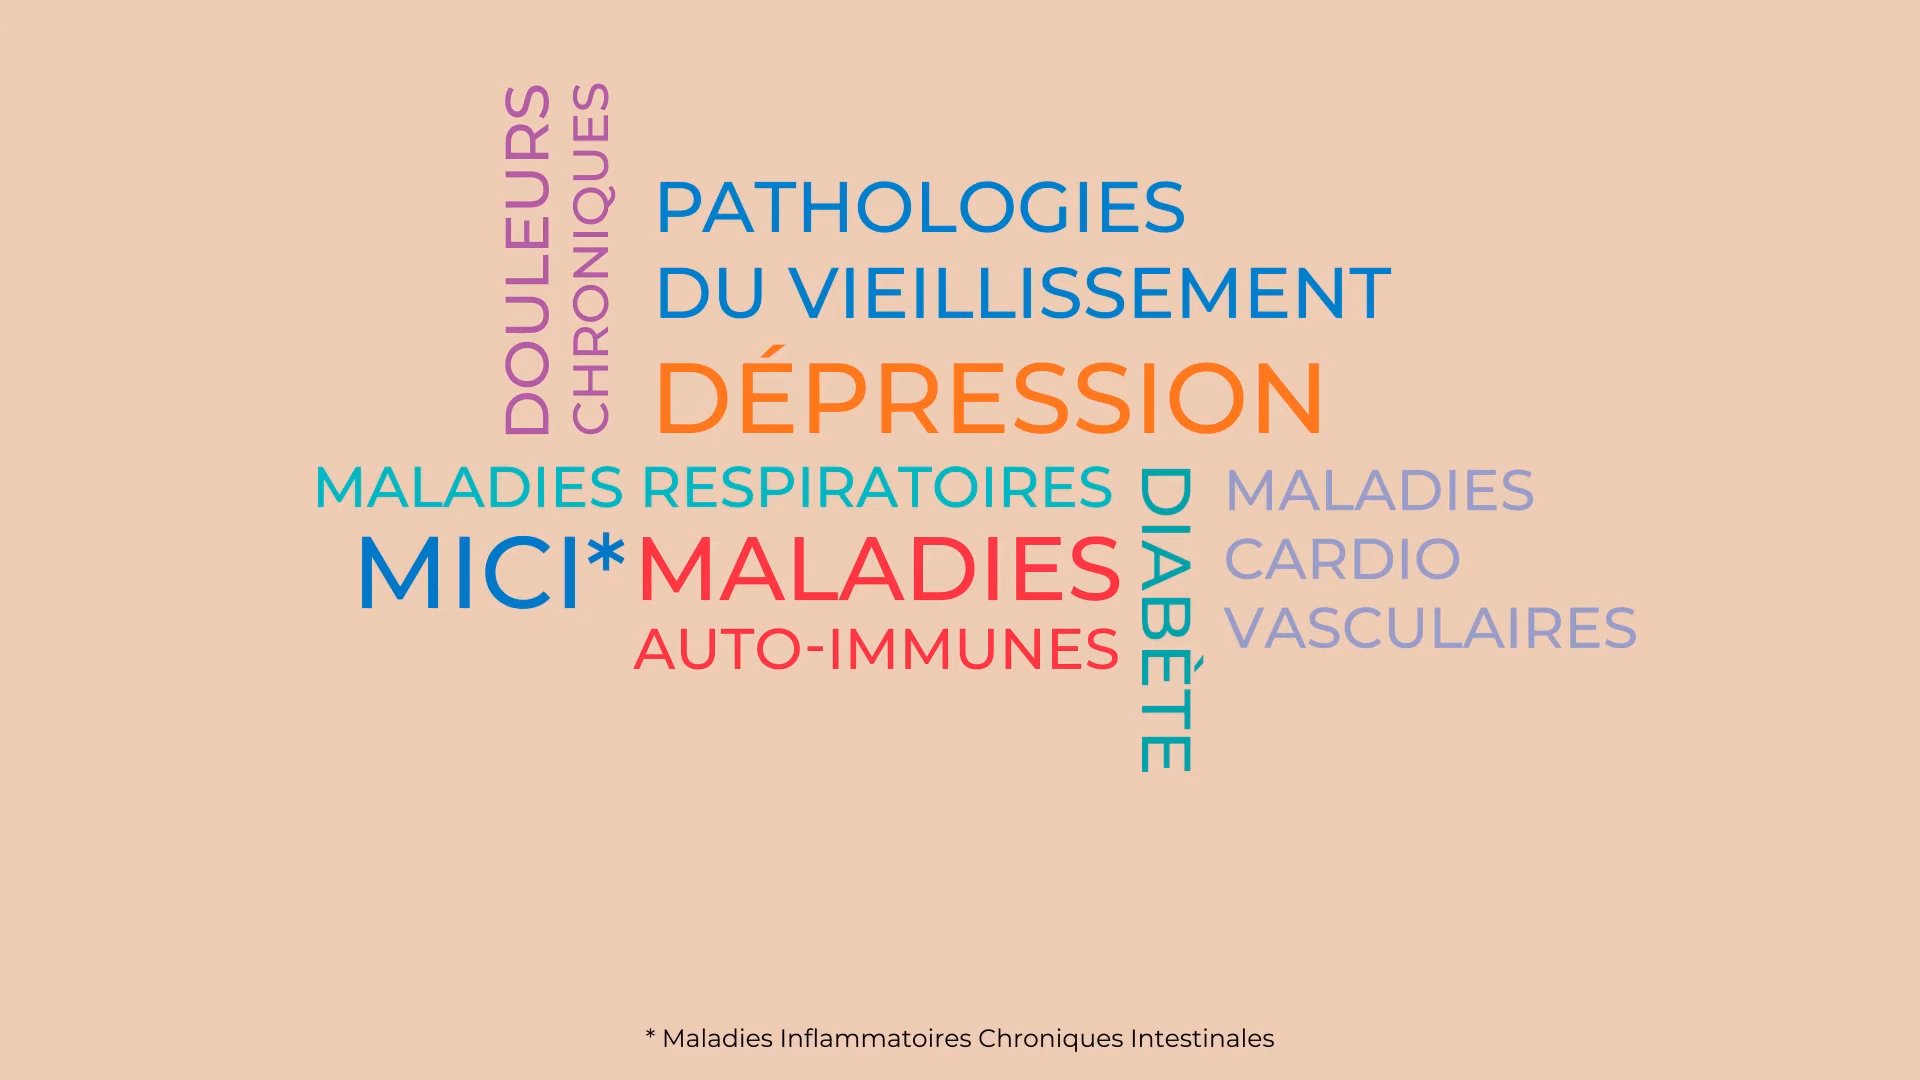 DOULEURS
CHRONIQUES
PATHOLOGIES
DU VIEILLISSEMENT
DÉPRESSION
MALADIES RESPIRATOIRES
MICI*
MALADIES
AUTO-IMMUNES
DIABÈTE
MALADIES
CARDIO
VASCULAIRES
* Maladies Inflammatoires Chroniques Intestinales